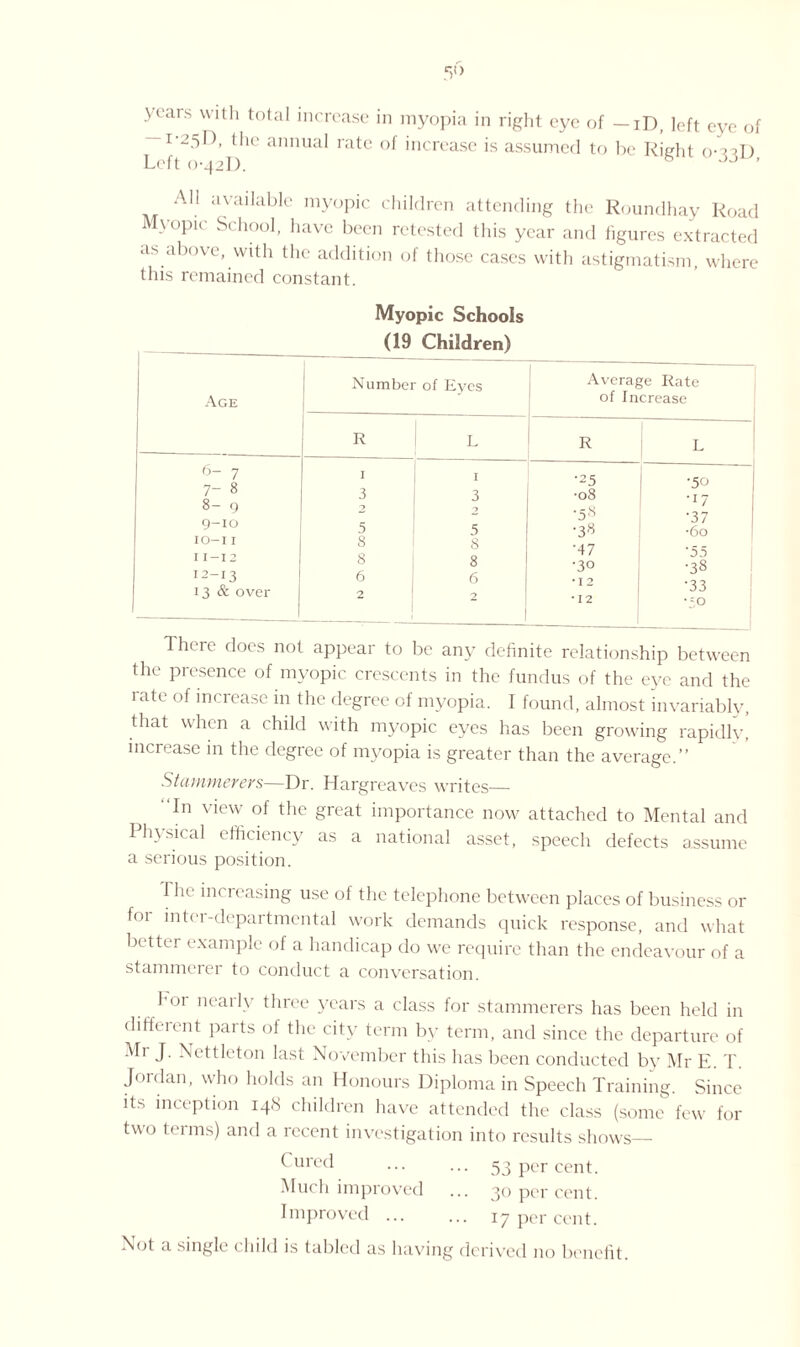 56
years with total increase in myopia in right eye of –1D, left eye of
–1·25D, the annual rate of increase is assumed to be Right 0·33D,
Left 0·42D.
All available myopic children attending the Roundhay Road
Myopic School, have been retested this year and figures extracted
as above, with the addition of those cases with astigmatism, where
this remained constant.
Myopic Schools
(19 Children)
Age | Number of Eyes | Average Rate of Increase
R | L | R | L
6- 7 | 1 | 1 | ·25 | ·50
7- 8 | 3 | 3 | ·08 | ·17
8- 9 | 2 | 2 | ·58 | ·37
9-10 | 5 | 5 | ·38 | ·60
10-11 | 8 | 8 | ·47 | ·55
11-12 | 8 | 8 | ·30 | ·38
12-13 | 6 | 6 | ·12 | ·33
13 & over | 2 | 2 | ·12 | ·50
There does not appear to be any definite relationship between
the presence of myopic crescents in the fundus of the eye and the
rate of increase in the degree of myopia. I found, almost invariably,
that when a child with myopic eyes has been growing rapidly,
increase in the degree of myopia is greater than the average."
Stammerers—Dr. Hargreaves writes—
"In view of the great importance now attached to Mental and
Physical efficiency as a national asset, speech defects assume
a serious position.
The increasing use of the telephone between places of business or
for inter-departmental work demands quick response, and what
better example of a handicap do we require than the endeavour of a
stammerer to conduct a conversation.
For nearly three years a class for stammerers has been held in
different parts of the city term by term, and since the departure of
Mr J. Nettleton last November this has been conducted by Mr E. T.
Jordan, who holds an Honours Diploma in Speech Training. Since
its inception 148 children have attended the class (some few for
two terms) and a recent investigation into results shows—
Cured ... ... 53 per cent.
Much improved ... 30 per cent.
Improved ... ... 17 per cent.
Not a single child is tabled as having derived no benefit.